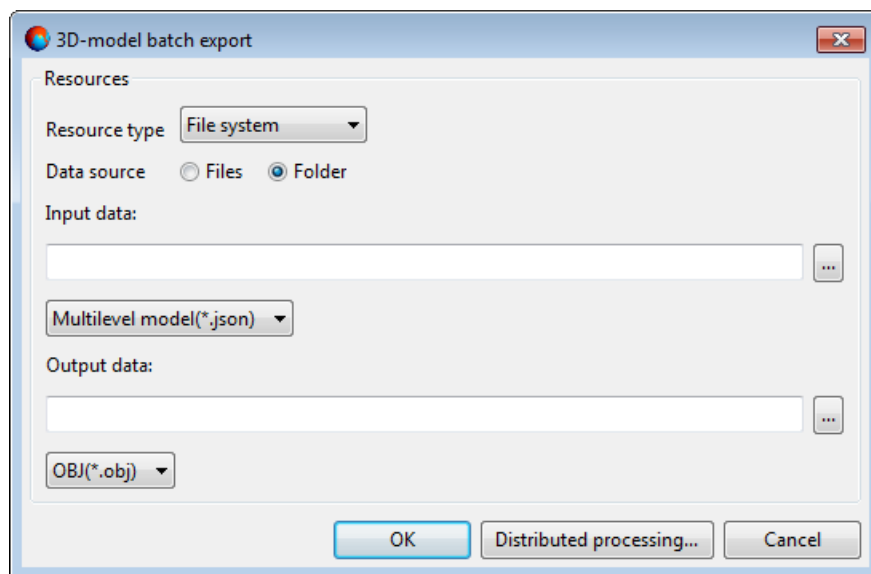 3D-model batch export
Resources
Resource type File system
Data source Files Folder
Input data:
...
Multilevel model(*.json)
Output data:
...
OBJ(*.obj)
OK Distributed processing... Cancel